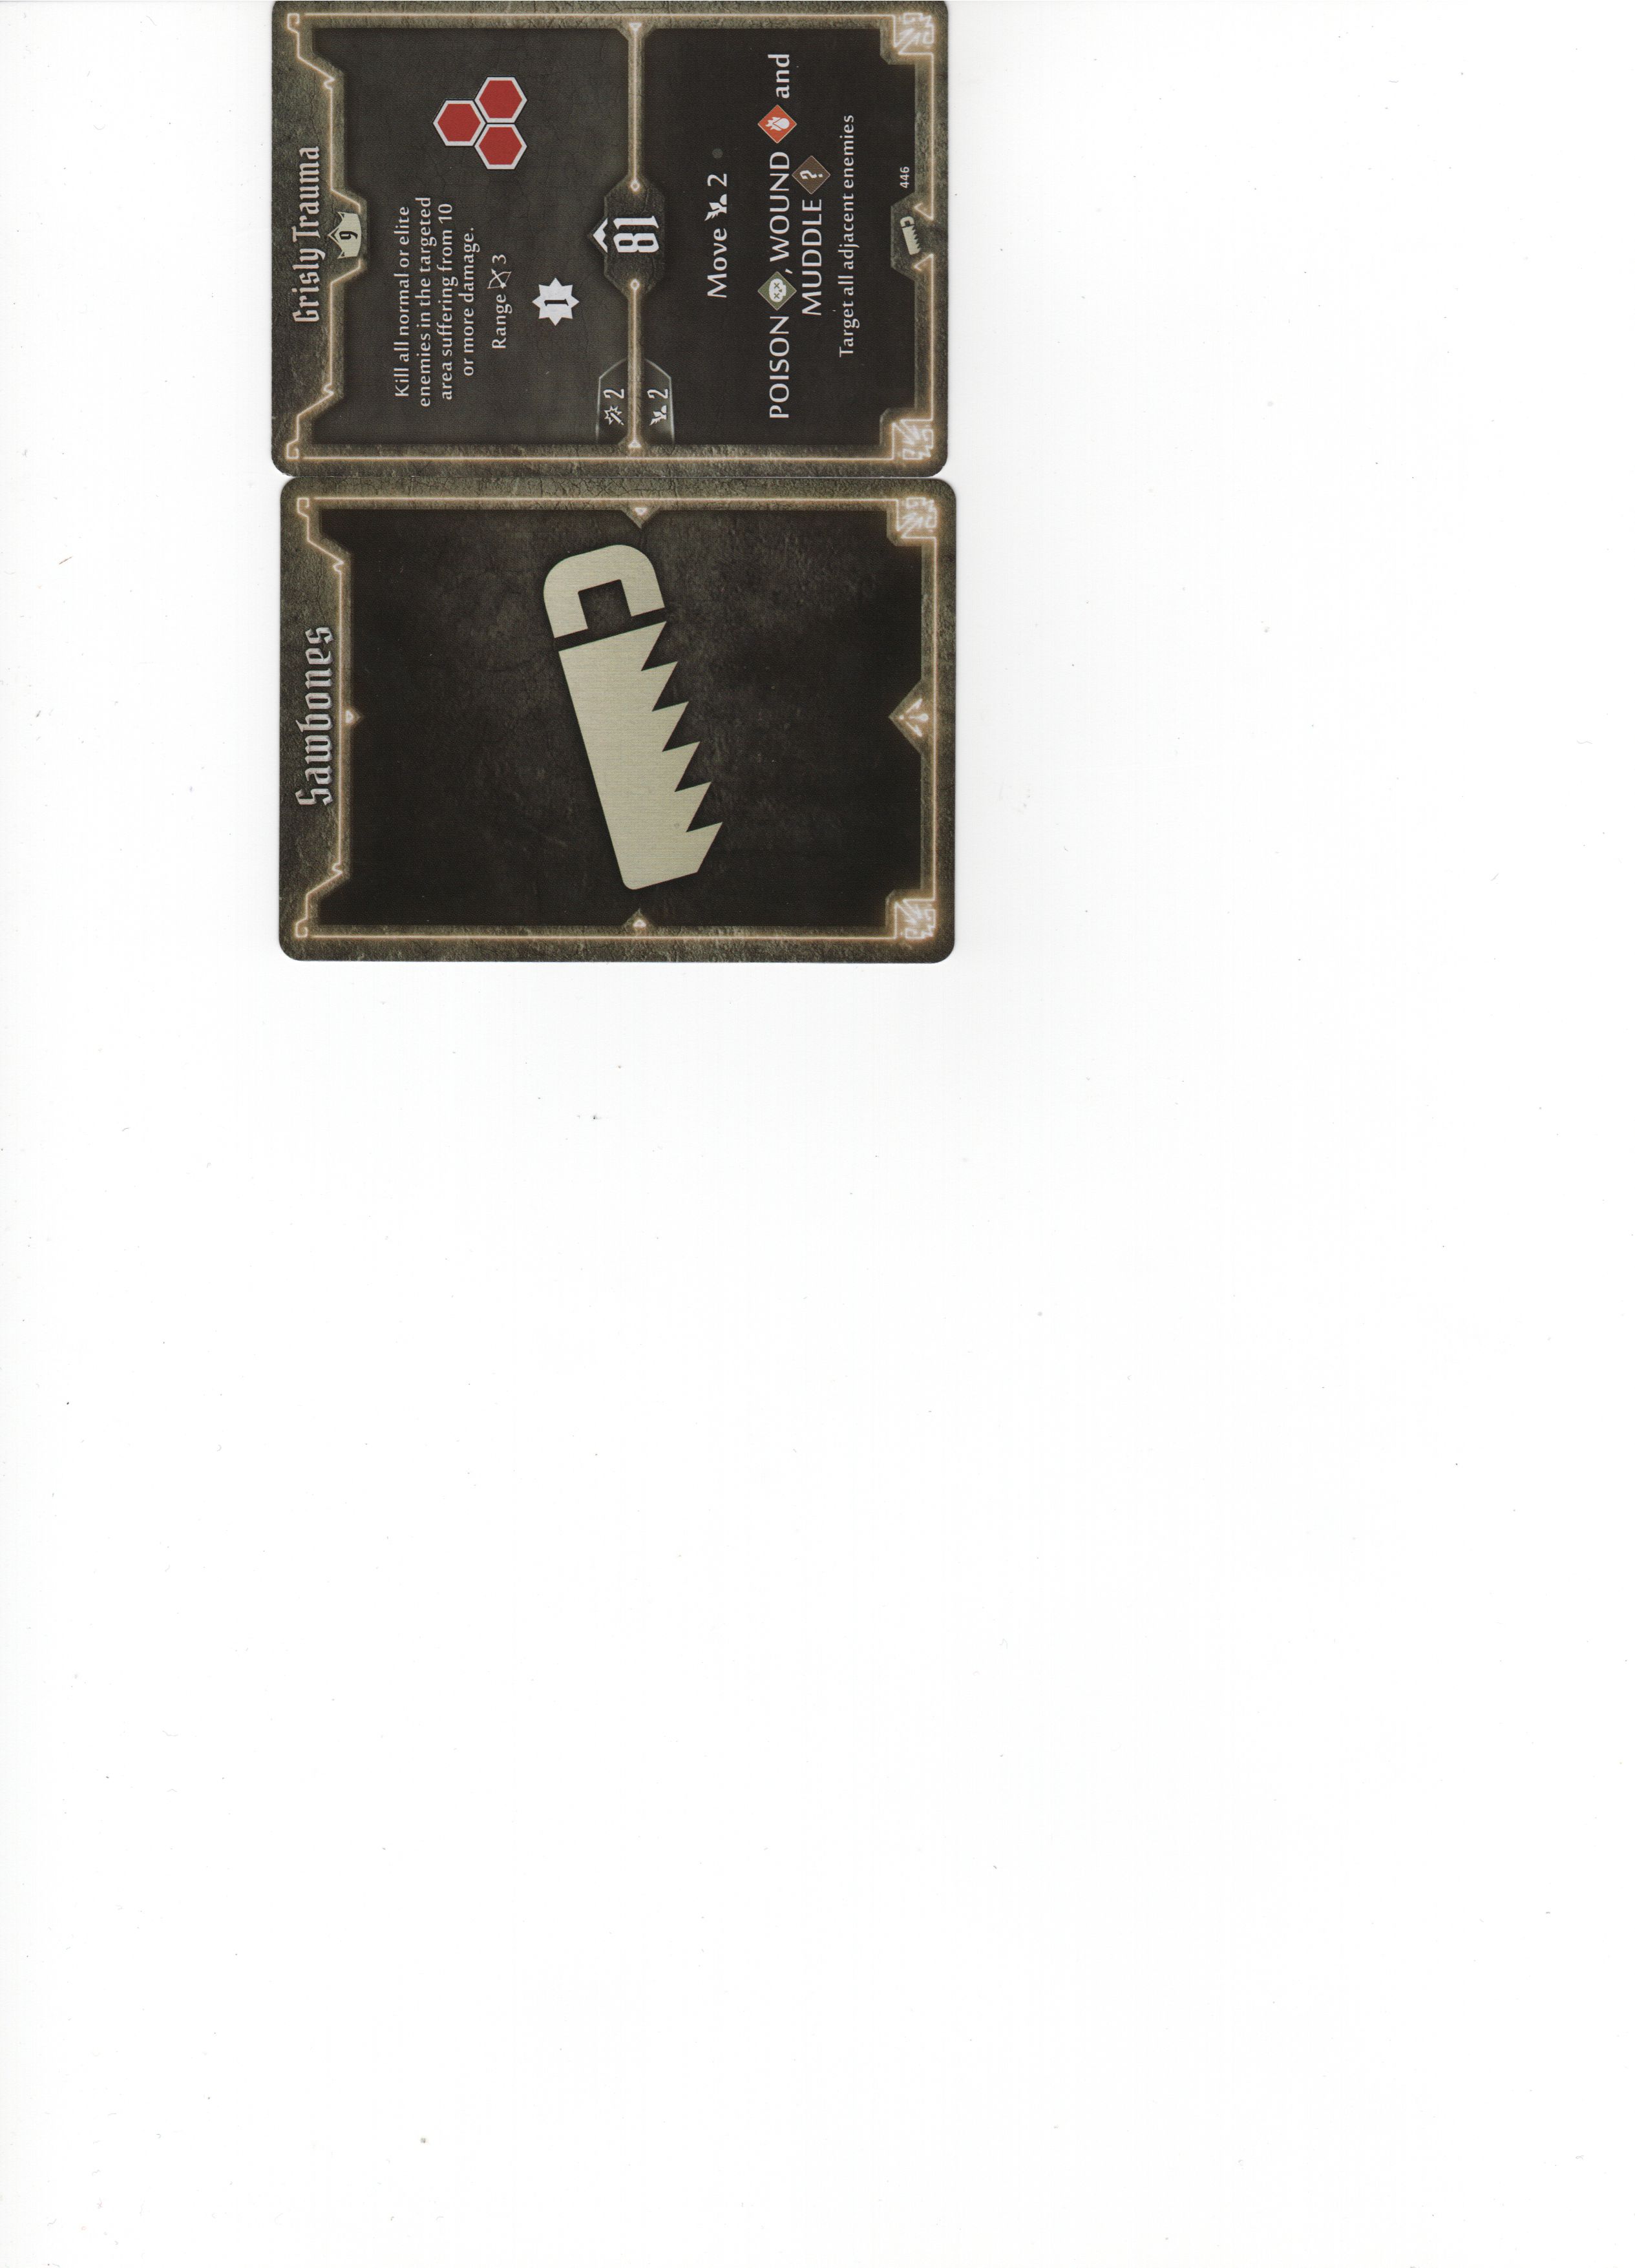 Grisly Trauma
9
Kill all normal or elite
enemies in the targeted
area suffering from 10
or more damage.
Range 3
1
2
81
2
Move 2
POISON , WOUND and
MUDDLE ?
Target all adjacent enemies
446
Sawbones